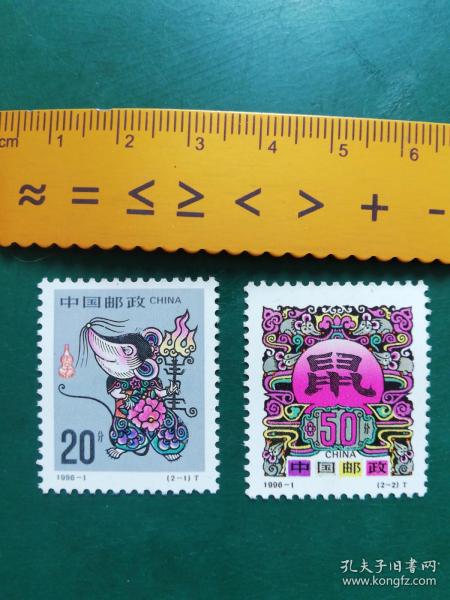 cm 1 2 3 4 5 6
≈ = ≤ ≥ < > + -
中国邮政 CHINA
20分
1996-1 (2-1) T
鼠
50分
CHINA
中国邮政
1996-1 (2-2) T
孔夫子旧书网
www.kongfz.com